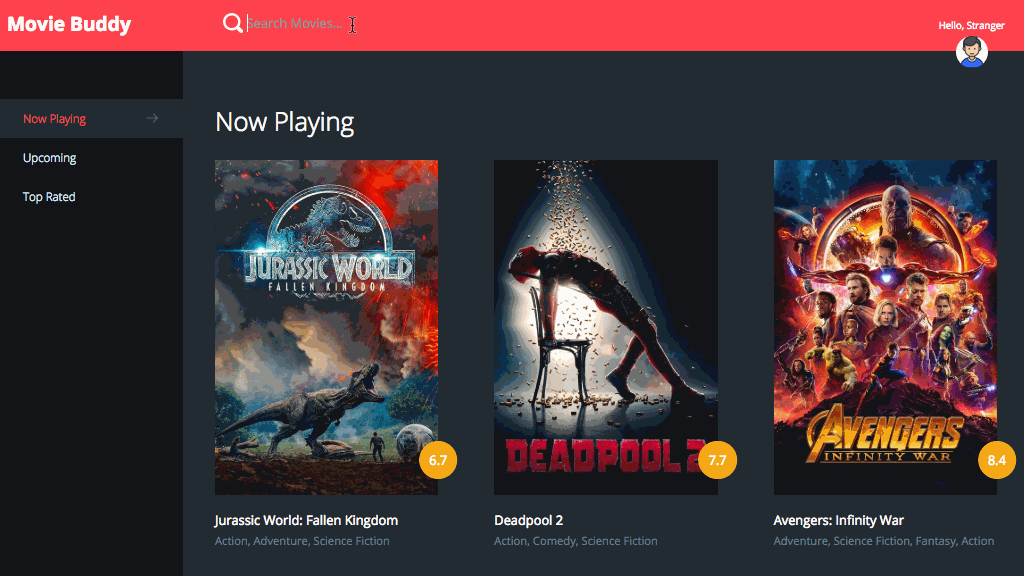 Movie Buddy
Search Movies...
Hello, Stranger
Now Playing
Upcoming
Top Rated
Now Playing
JURASSIC WORLD
FALLEN KINGDOM
6.7
Jurassic World: Fallen Kingdom
Action, Adventure, Science Fiction
DEADPOOL 2
7.7
Deadpool 2
Action, Comedy, Science Fiction
AVENGERS
INFINITY WAR
8.4
Avengers: Infinity War
Adventure, Science Fiction, Fantasy, Action